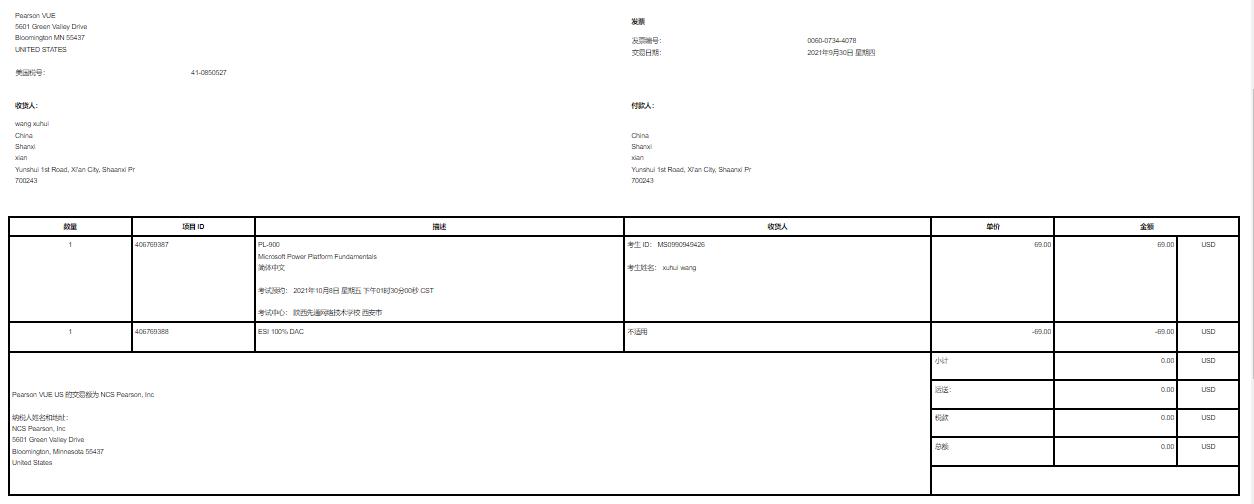 Pearson VUE
5601 Green Valley Drive
Bloomington MN 55437
UNITED STATES
美国税号： 41-0850527
发票
发票编号： 0060-0734-4078
交易日期： 2021年9月30日 星期四
收货人：
wang xuhui
China
Shanxi
xian
Yunshui 1st Road, Xi'an City, Shaanxi Pr
700243
付款人：
China
Shanxi
xian
Yunshui 1st Road, Xi'an City, Shaanxi Pr
700243
数量 项目 ID 描述 收货人 单价 金额
1 406769387 PL-900 考生 ID： MS0990949426 69.00 69.00 USD
Microsoft Power Platform Fundamentals
简体中文 考生姓名： xuhui wang
考试预约： 2021年10月8日 星期五 下午01时30分00秒 CST
考试中心： 陕西先通网络技术学校 西安市
1 406769388 ESI 100% DAC 不适用 -69.00 -69.00 USD
小计 0.00 USD
运送： 0.00 USD
税款 0.00 USD
总额 0.00 USD
Pearson VUE US 的交易额为 NCS Pearson, Inc
纳税人姓名和地址：
NCS Pearson, Inc
5601 Green Valley Drive
Bloomington, Minnesota 55437
United States